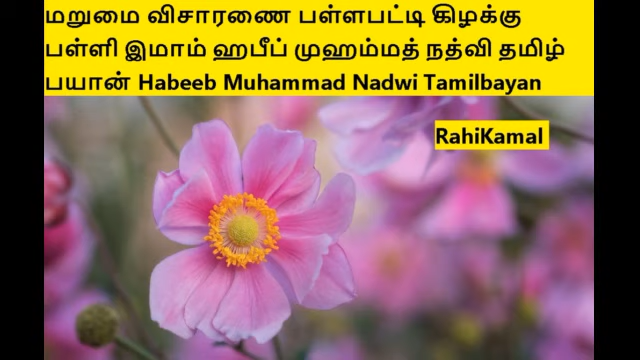 மறுமை விசாரணை பள்ளபட்டி கிழக்கு
பள்ளி இமாம் ஹபீப் முஹம்மத் நத்வி தமிழ்
பயான் Habeeb Muhammad Nadwi Tamilbayan
RahiKamal